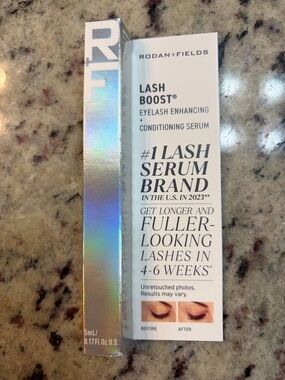 R+F
5mL/
0.17 Fl. Oz. U.S.
RODAN+FIELDS
LASH
BOOST®
EYELASH ENHANCING
+
CONDITIONING SERUM
#1 LASH
SERUM
BRAND
IN THE U.S. IN 2023**
GET LONGER AND
FULLER-
LOOKING
LASHES IN
4-6 WEEKS*
Unretouched photos.
Results may vary.
BEFORE AFTER